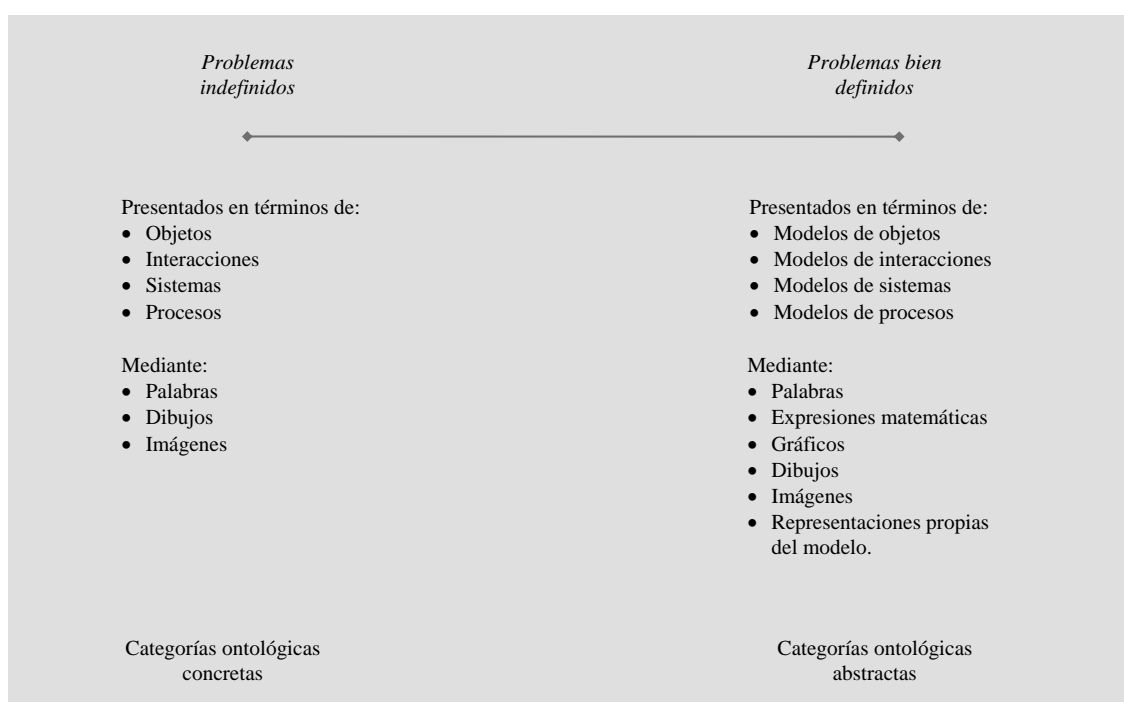 Problemas
indefinidos
Problemas bien
definidos
Presentados en términos de:
• Objetos
• Interacciones
• Sistemas
• Procesos
Mediante:
• Palabras
• Dibujos
• Imágenes
Categorías ontológicas
concretas
Presentados en términos de:
• Modelos de objetos
• Modelos de interacciones
• Modelos de sistemas
• Modelos de procesos
Mediante:
• Palabras
• Expresiones matemáticas
• Gráficos
• Dibujos
• Imágenes
• Representaciones propias
del modelo.
Categorías ontológicas
abstractas